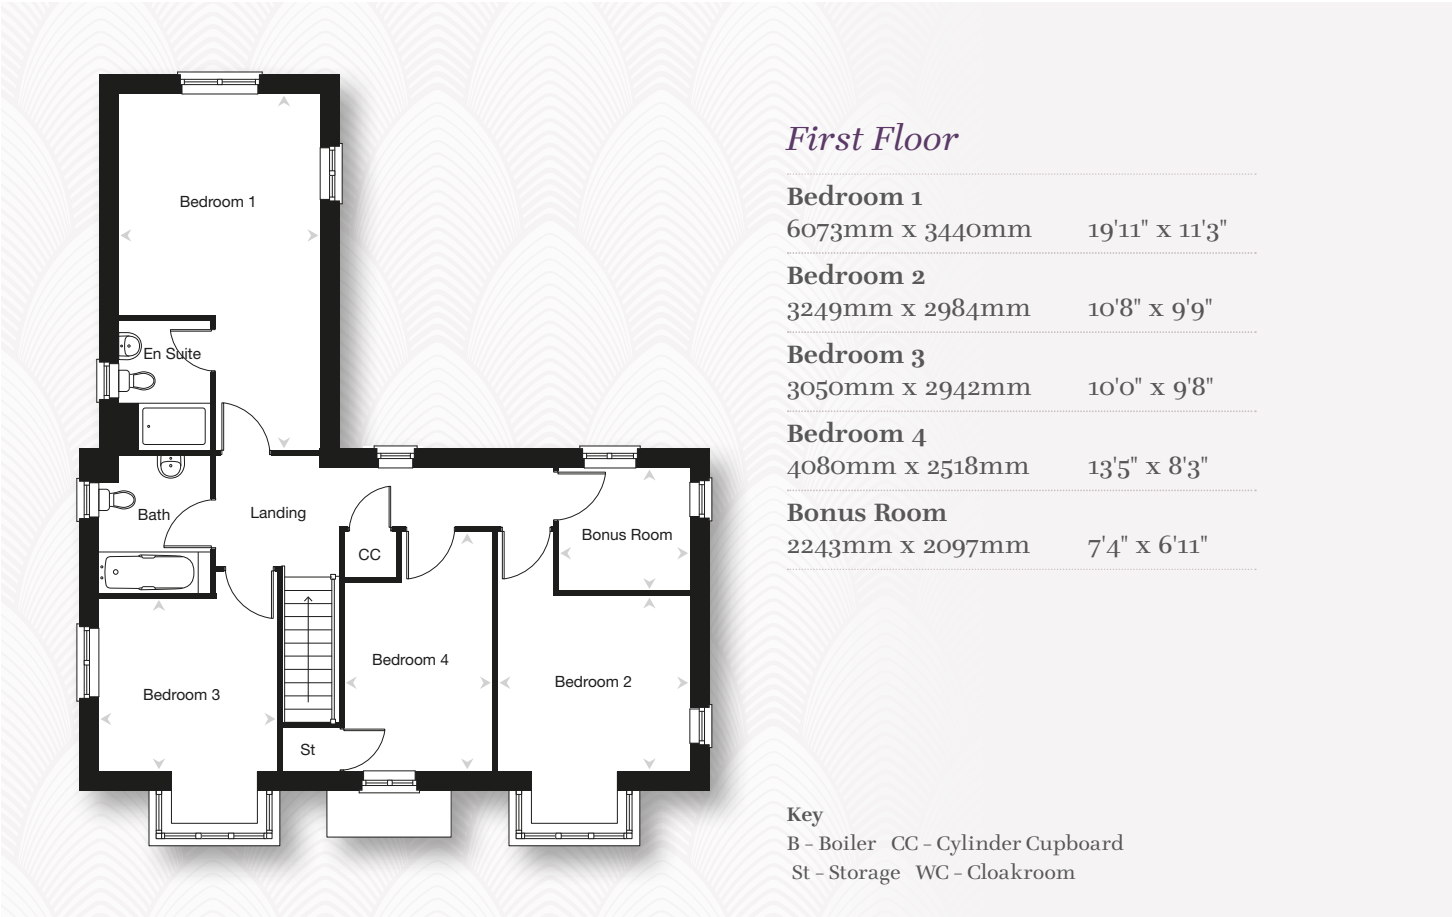 Bedroom 1
En Suite
Bath
Landing
CC
Bonus Room
Bedroom 4
Bedroom 2
Bedroom 3
St
First Floor
Bedroom 1
6073mm x 3440mm 19'11" x 11'3"
Bedroom 2
3249mm x 2984mm 10'8" x 9'9"
Bedroom 3
3050mm x 2942mm 10'0" x 9'8"
Bedroom 4
4080mm x 2518mm 13'5" x 8'3"
Bonus Room
2243mm x 2097mm 7'4" x 6'11"
Key
B – Boiler CC – Cylinder Cupboard
St – Storage WC – Cloakroom